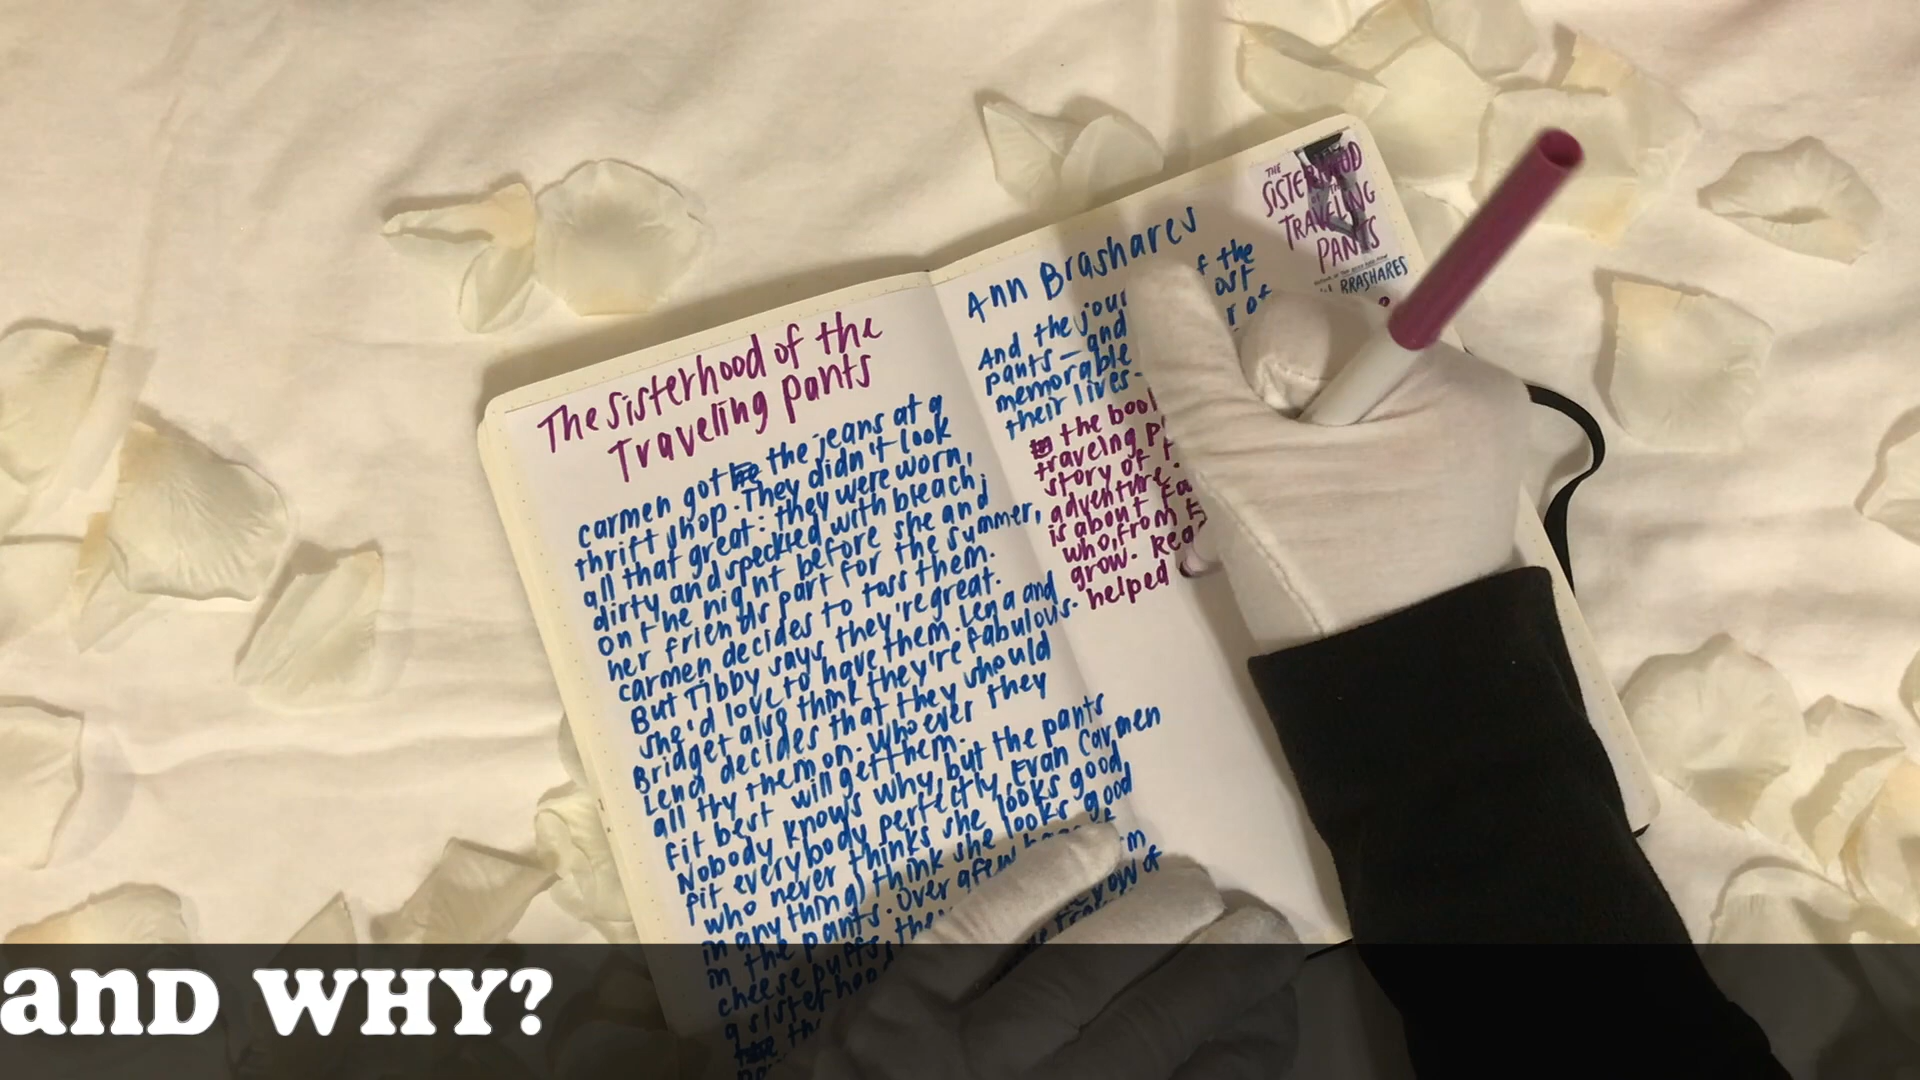 The Sisterhood of the
Traveling pants
carmen got the jeans at a
thrift shop. They didn't look
all that great: they were worn,
dirty and speckled with bleach;
on the night before she and
her friends part for the summer,
carmen decides to toss them.
But Tibby says they're great.
she'd love to have them. Lena and
Bridget also think they're fabulous.
Lena decides that they should
all try them on. Whoever they
fit best will get them.
Nobody knows why, but the pants
fit everybody perfectly, Evan Carmen
who never thinks she looks good
in anything) think she looks good
in the pants. Over a few
cheese puffs, they
a sisterhood
Ann Brashares
And the of the
pants — and
memorable of
their lives-
the
traveling
story of
adventure.
is about
who, from
grow.
helped
THE
SISTERHOOD
OF THE
TRAVELING
PANTS
BRASHARES
and WHY?